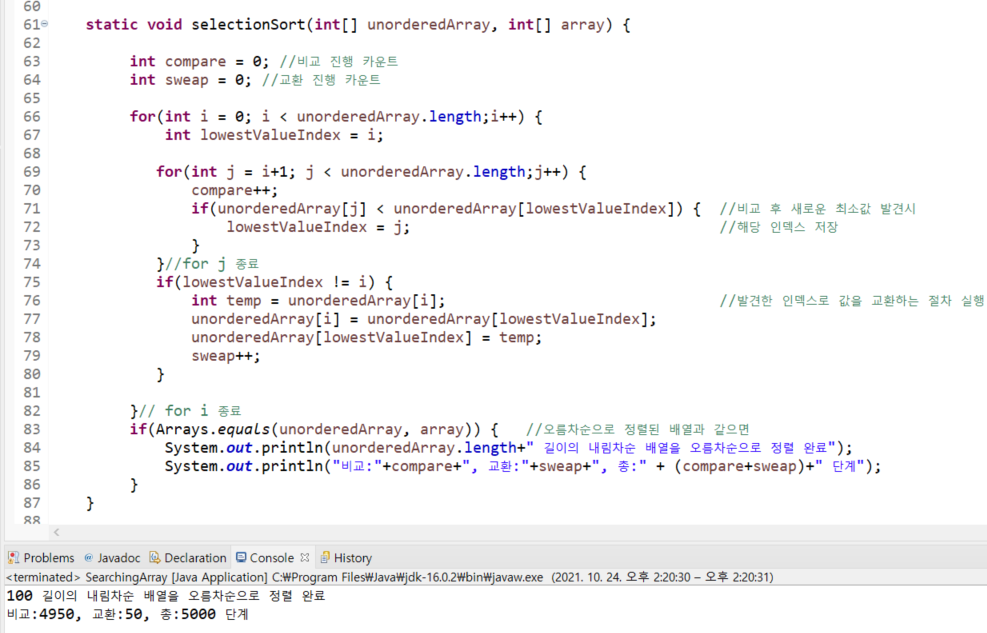 60
61 static void selectionSort(int[] unorderedArray, int[] array) {
62
63 int compare = 0; //비교 진행 카운트
64 int sweap = 0; //교환 진행 카운트
65
66 for(int i = 0; i < unorderedArray.length;i++) {
67 int lowestValueIndex = i;
68
69 for(int j = i+1; j < unorderedArray.length;j++) {
70 compare++;
71 if(unorderedArray[j] < unorderedArray[lowestValueIndex]) { //비교 후 새로운 최소값 발견시
72 lowestValueIndex = j; //해당 인덱스 저장
73 }
74 }//for j 종료
75 if(lowestValueIndex != i) {
76 int temp = unorderedArray[i]; //발견한 인덱스로 값을 교환하는 절차 실행
77 unorderedArray[i] = unorderedArray[lowestValueIndex];
78 unorderedArray[lowestValueIndex] = temp;
79 sweap++;
80 }
81
82 }// for i 종료
83 if(Arrays.equals(unorderedArray, array)) { //오름차순으로 정렬된 배열과 같으면
84 System.out.println(unorderedArray.length+" 길이의 내림차순 배열을 오름차순으로 정렬 완료");
85 System.out.println("비교:"+compare+", 교환:"+sweap+", 총:" + (compare+sweap)+" 단계");
86 }
87 }
88
Problems @ Javadoc Declaration Console History
<terminated> SearchingArray [Java Application] C:₩Program Files₩Java₩jdk-16.0.2₩bin₩javaw.exe (2021. 10. 24. 오후 2:20:30 – 오후 2:20:31)
100 길이의 내림차순 배열을 오름차순으로 정렬 완료
비교:4950, 교환:50, 총:5000 단계